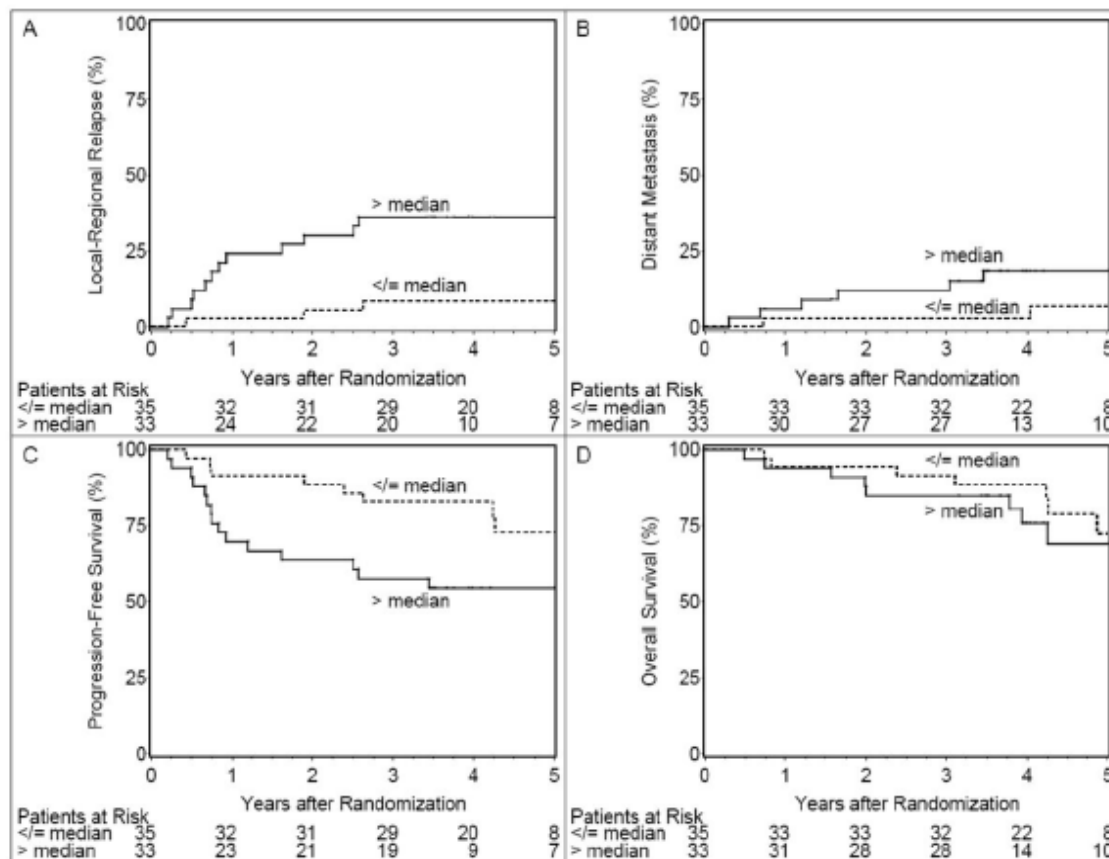 A
Local-Regional Relapse (%)
100
75
50
25
0
> median
</= median
0 1 2 3 4 5
Years after Randomization
Patients at Risk
</= median 35 32 31 29 20 8
> median 33 24 22 20 10 7
B
Distant Metastasis (%)
100
75
50
25
0
> median
</= median
0 1 2 3 4 5
Years after Randomization
Patients at Risk
</= median 35 33 33 32 22 8
> median 33 30 27 27 13 10
C
Progression-Free Survival (%)
100
75
50
25
0
</= median
> median
0 1 2 3 4 5
Years after Randomization
Patients at Risk
</= median 35 32 31 29 20 8
> median 33 23 21 19 9 7
D
Overall Survival (%)
100
75
50
25
0
</= median
> median
0 1 2 3 4 5
Years after Randomization
Patients at Risk
</= median 35 33 33 32 22 8
> median 33 31 28 28 14 10